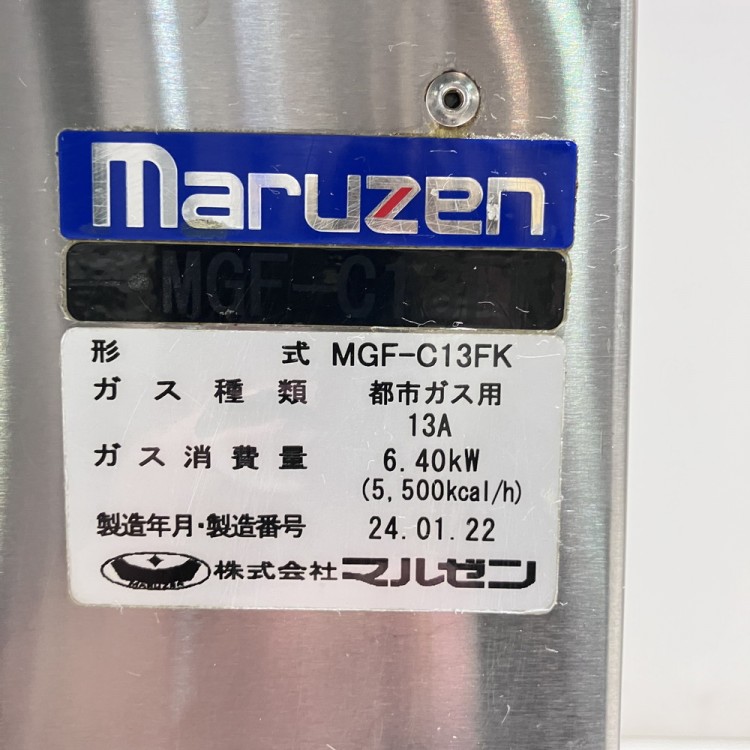 maruzen
MGF-C1
形式 MGF-C13FK
ガス種類 都市ガス用
13A
ガス消費量 6.40kW
(5,500kcal/h)
製造年月・製造番号 24.01.22
MARUZEN 株式会社 マルゼン